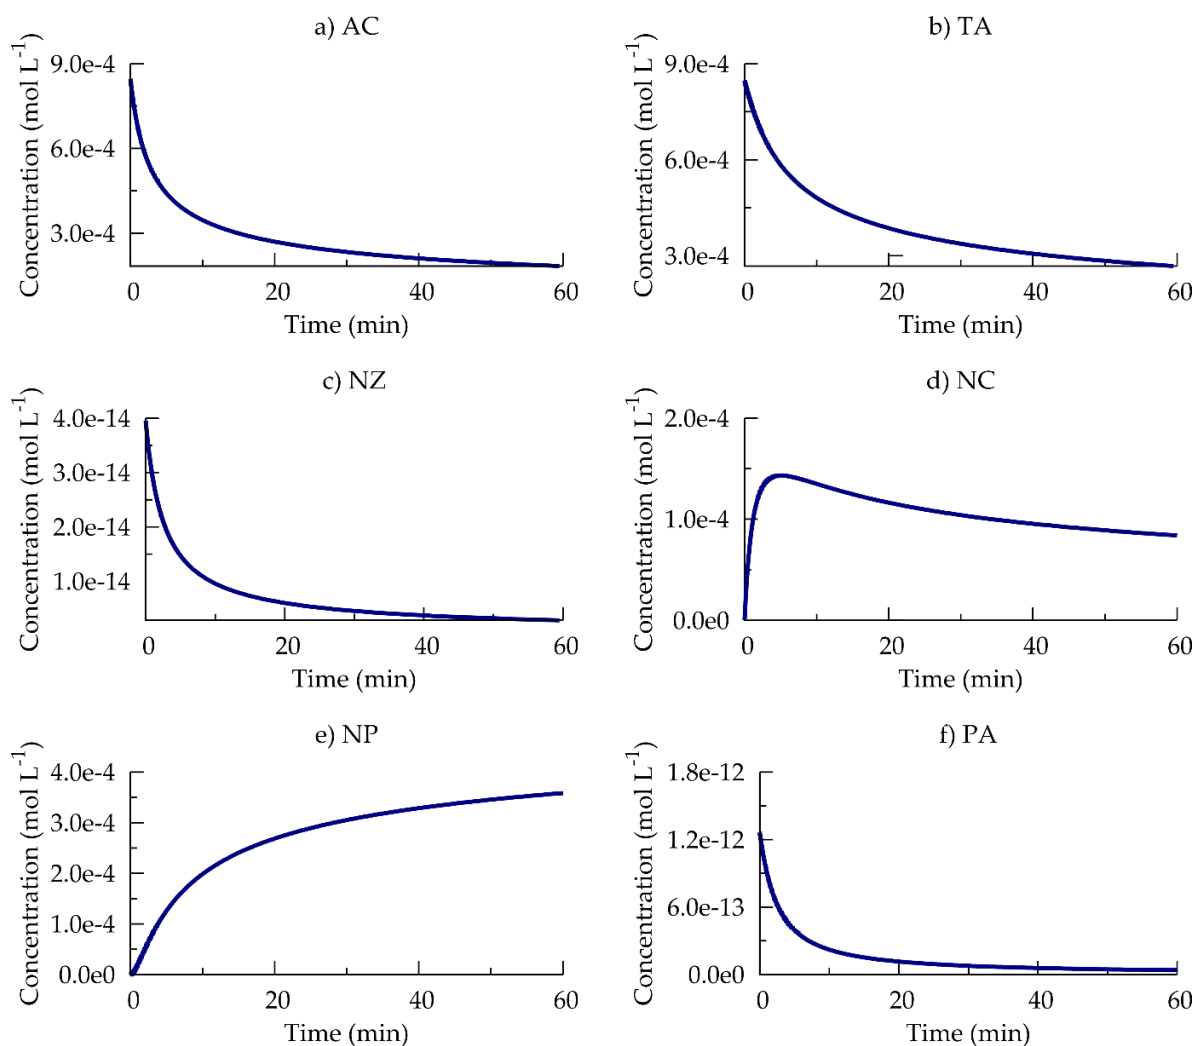 a) AC
Concentration (mol L⁻¹)
9.0e-4
6.0e-4
3.0e-4
0 20 40 60
Time (min)
b) TA
Concentration (mol L⁻¹)
9.0e-4
6.0e-4
3.0e-4
0 20 40 60
Time (min)
c) NZ
Concentration (mol L⁻¹)
4.0e-14
3.0e-14
2.0e-14
1.0e-14
0 20 40 60
Time (min)
d) NC
Concentration (mol L⁻¹)
2.0e-4
1.0e-4
0.0e0
0 20 40 60
Time (min)
e) NP
Concentration (mol L⁻¹)
4.0e-4
3.0e-4
2.0e-4
1.0e-4
0.0e0
0 20 40 60
Time (min)
f) PA
Concentration (mol L⁻¹)
1.8e-12
1.2e-12
6.0e-13
0.0e0
0 20 40 60
Time (min)